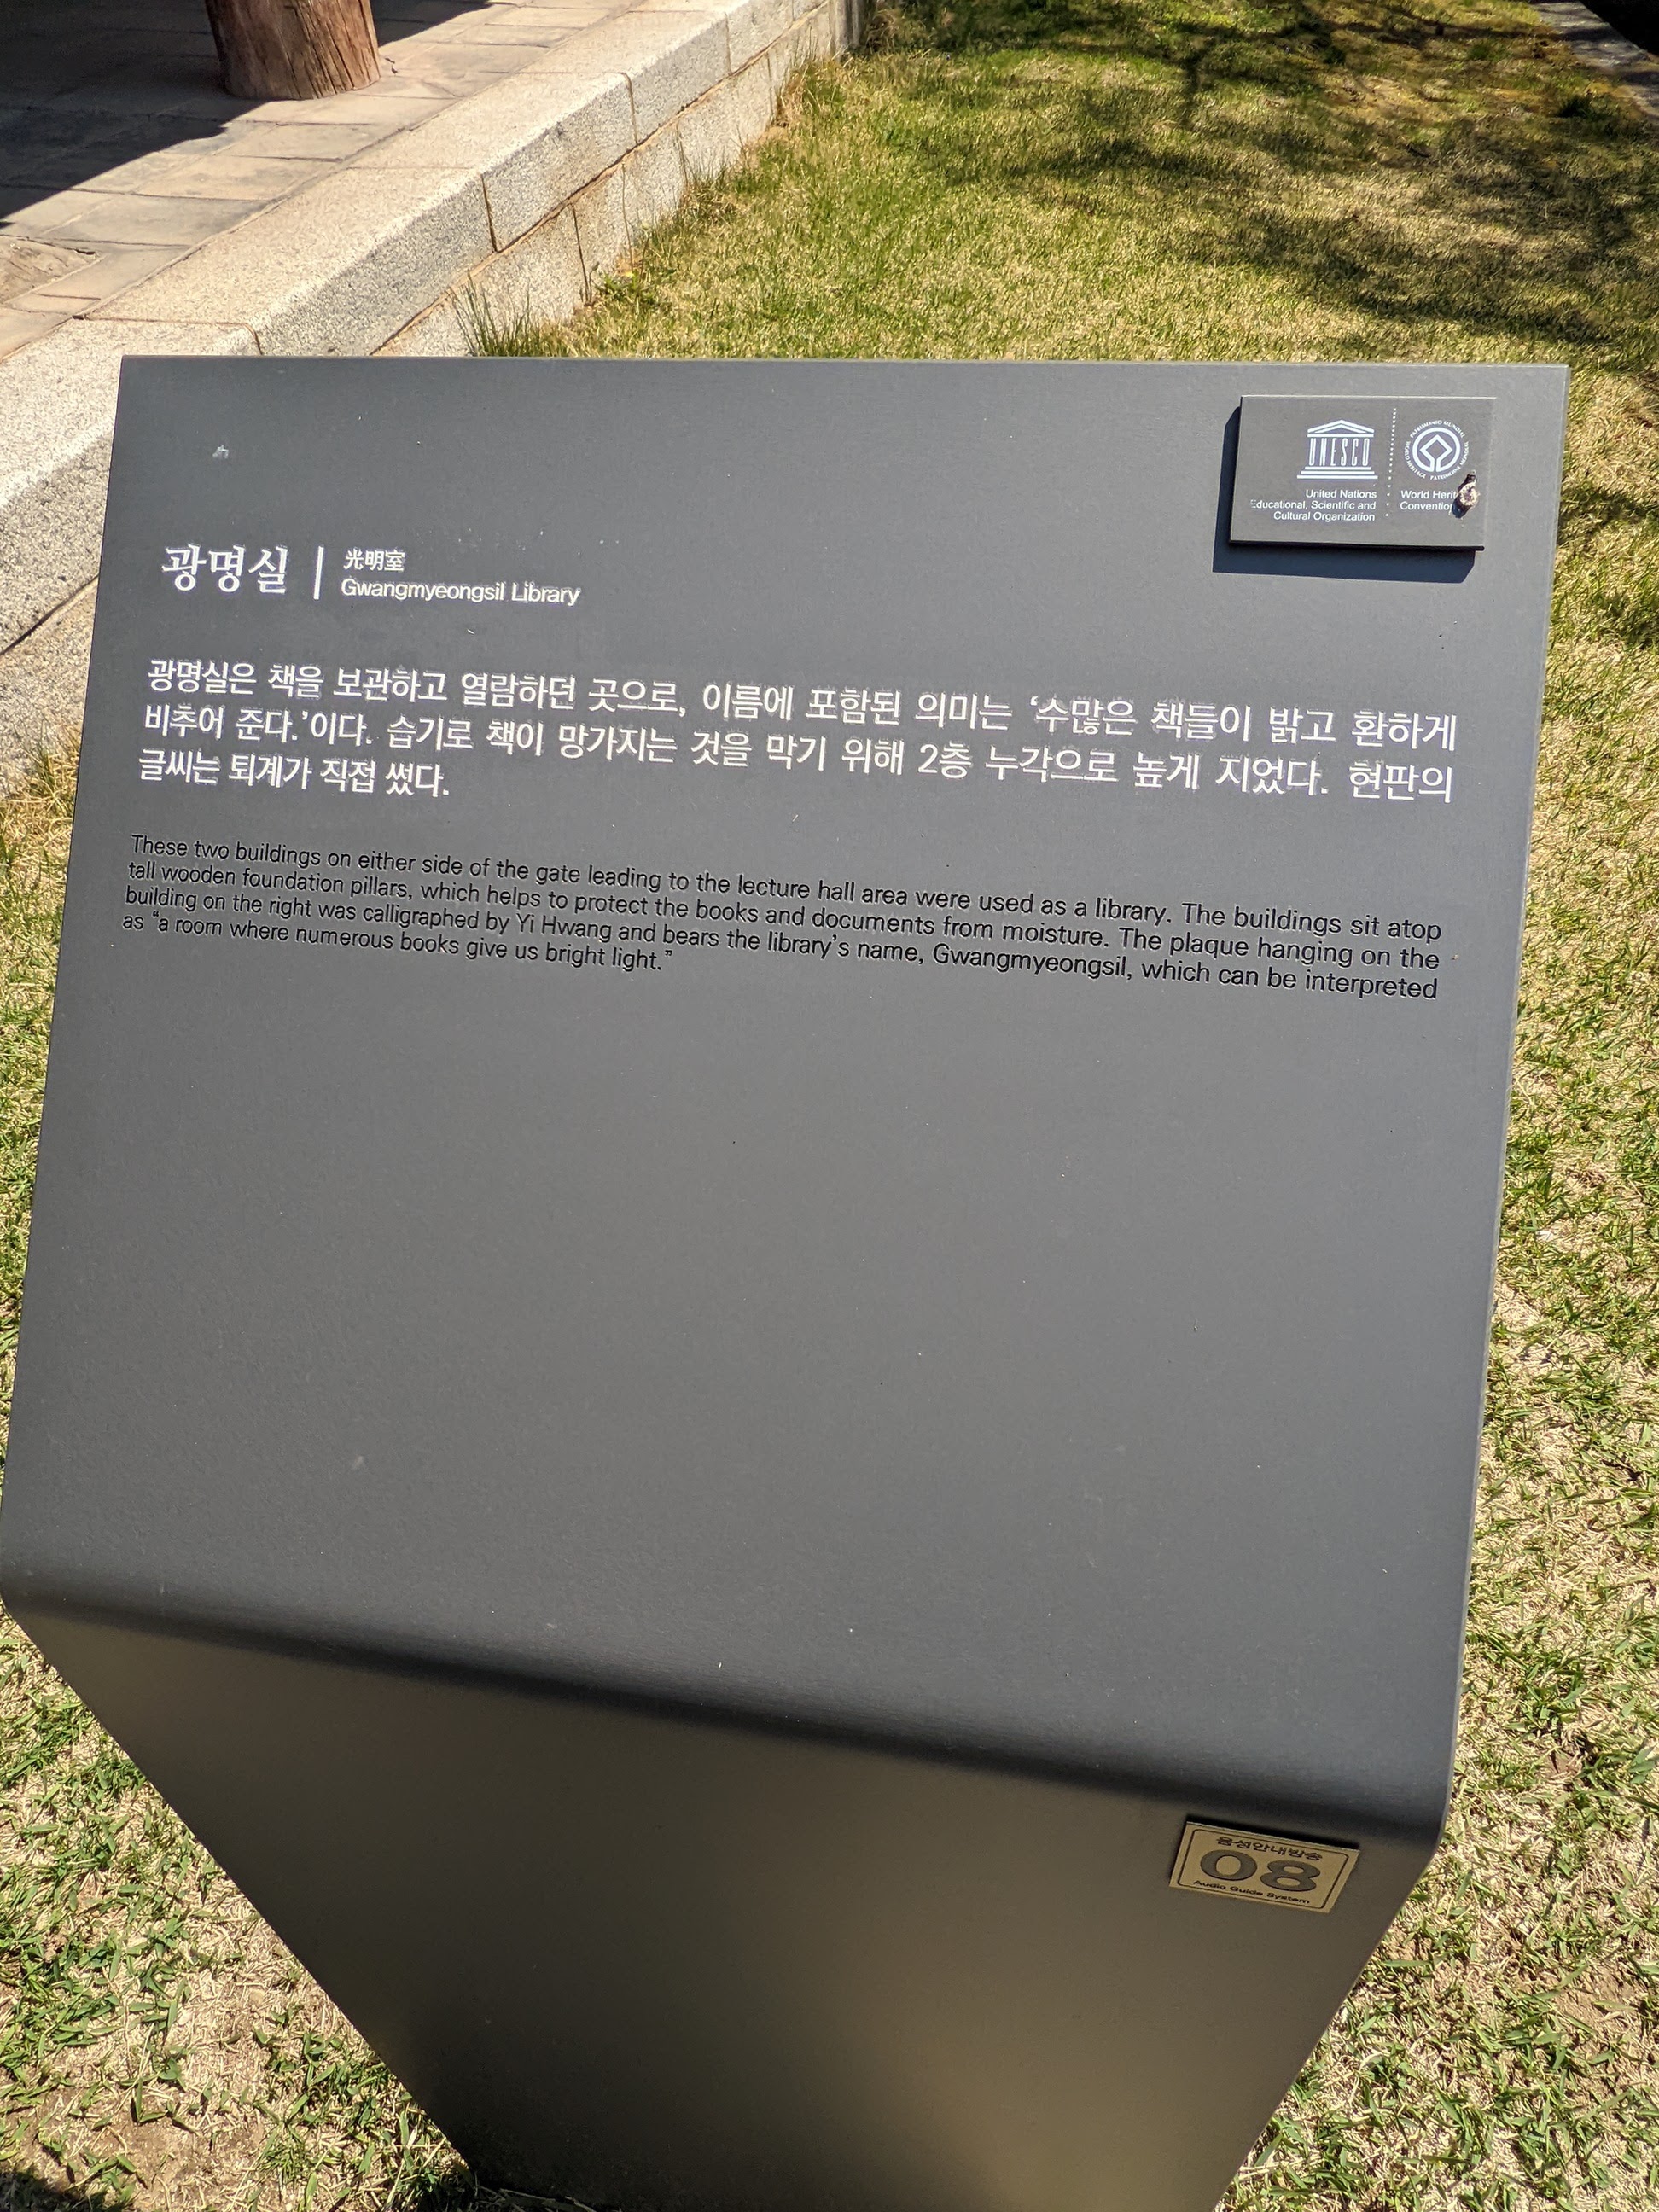 UNESCO
United Nations
Educational, Scientific and
Cultural Organization
PATRIMONIO MUNDIAL
WORLD HERITAGE
PATRIMOINE MONDIAL
World Herit
Convention
광명실
光明室
Gwangmyeongsil Library
광명실은 책을 보관하고 열람하던 곳으로, 이름에 포함된 의미는 ‘수많은 책들이 밝고 환하게
비추어 준다.’이다. 습기로 책이 망가지는 것을 막기 위해 2층 누각으로 높게 지었다. 현판의
글씨는 퇴계가 직접 썼다.
These two buildings on either side of the gate leading to the lecture hall area were used as a library. The buildings sit atop
tall wooden foundation pillars, which helps to protect the books and documents from moisture. The plaque hanging on the
building on the right was calligraphed by Yi Hwang and bears the library’s name, Gwangmyeongsil, which can be interpreted
as “a room where numerous books give us bright light.”
음성안내방송
08
Audio Guide System